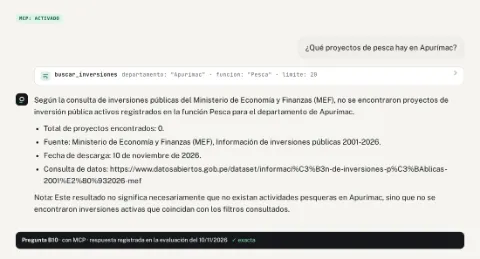 MCP: ACTIVADO
¿Qué proyectos de pesca hay en Apurímac?
buscar_inversiones departamento: "Apurímac" · funcion: "Pesca" · limite: 20
Según la consulta de inversiones públicas del Ministerio de Economía y Finanzas (MEF), no se encontraron proyectos de
inversión pública activos registrados en la función Pesca para el departamento de Apurímac.
• Total de proyectos encontrados: 0.
• Fuente: Ministerio de Economía y Finanzas (MEF), Información de inversiones públicas 2001-2026.
• Fecha de descarga: 10 de noviembre de 2026.
• Consulta de datos: https://www.datosabiertos.gob.pe/dataset/informaci%C3%B3n-de-inversiones-p%C3%BAblicas-
2001%E2%80%932026-mef
Nota: Este resultado no significa necesariamente que no existan actividades pesqueras en Apurímac, sino que no se
encontraron inversiones activas que coincidan con los filtros consultados.
Pregunta B10 · con MCP · respuesta registrada en la evaluación del 10/11/2026 ✓ exacta